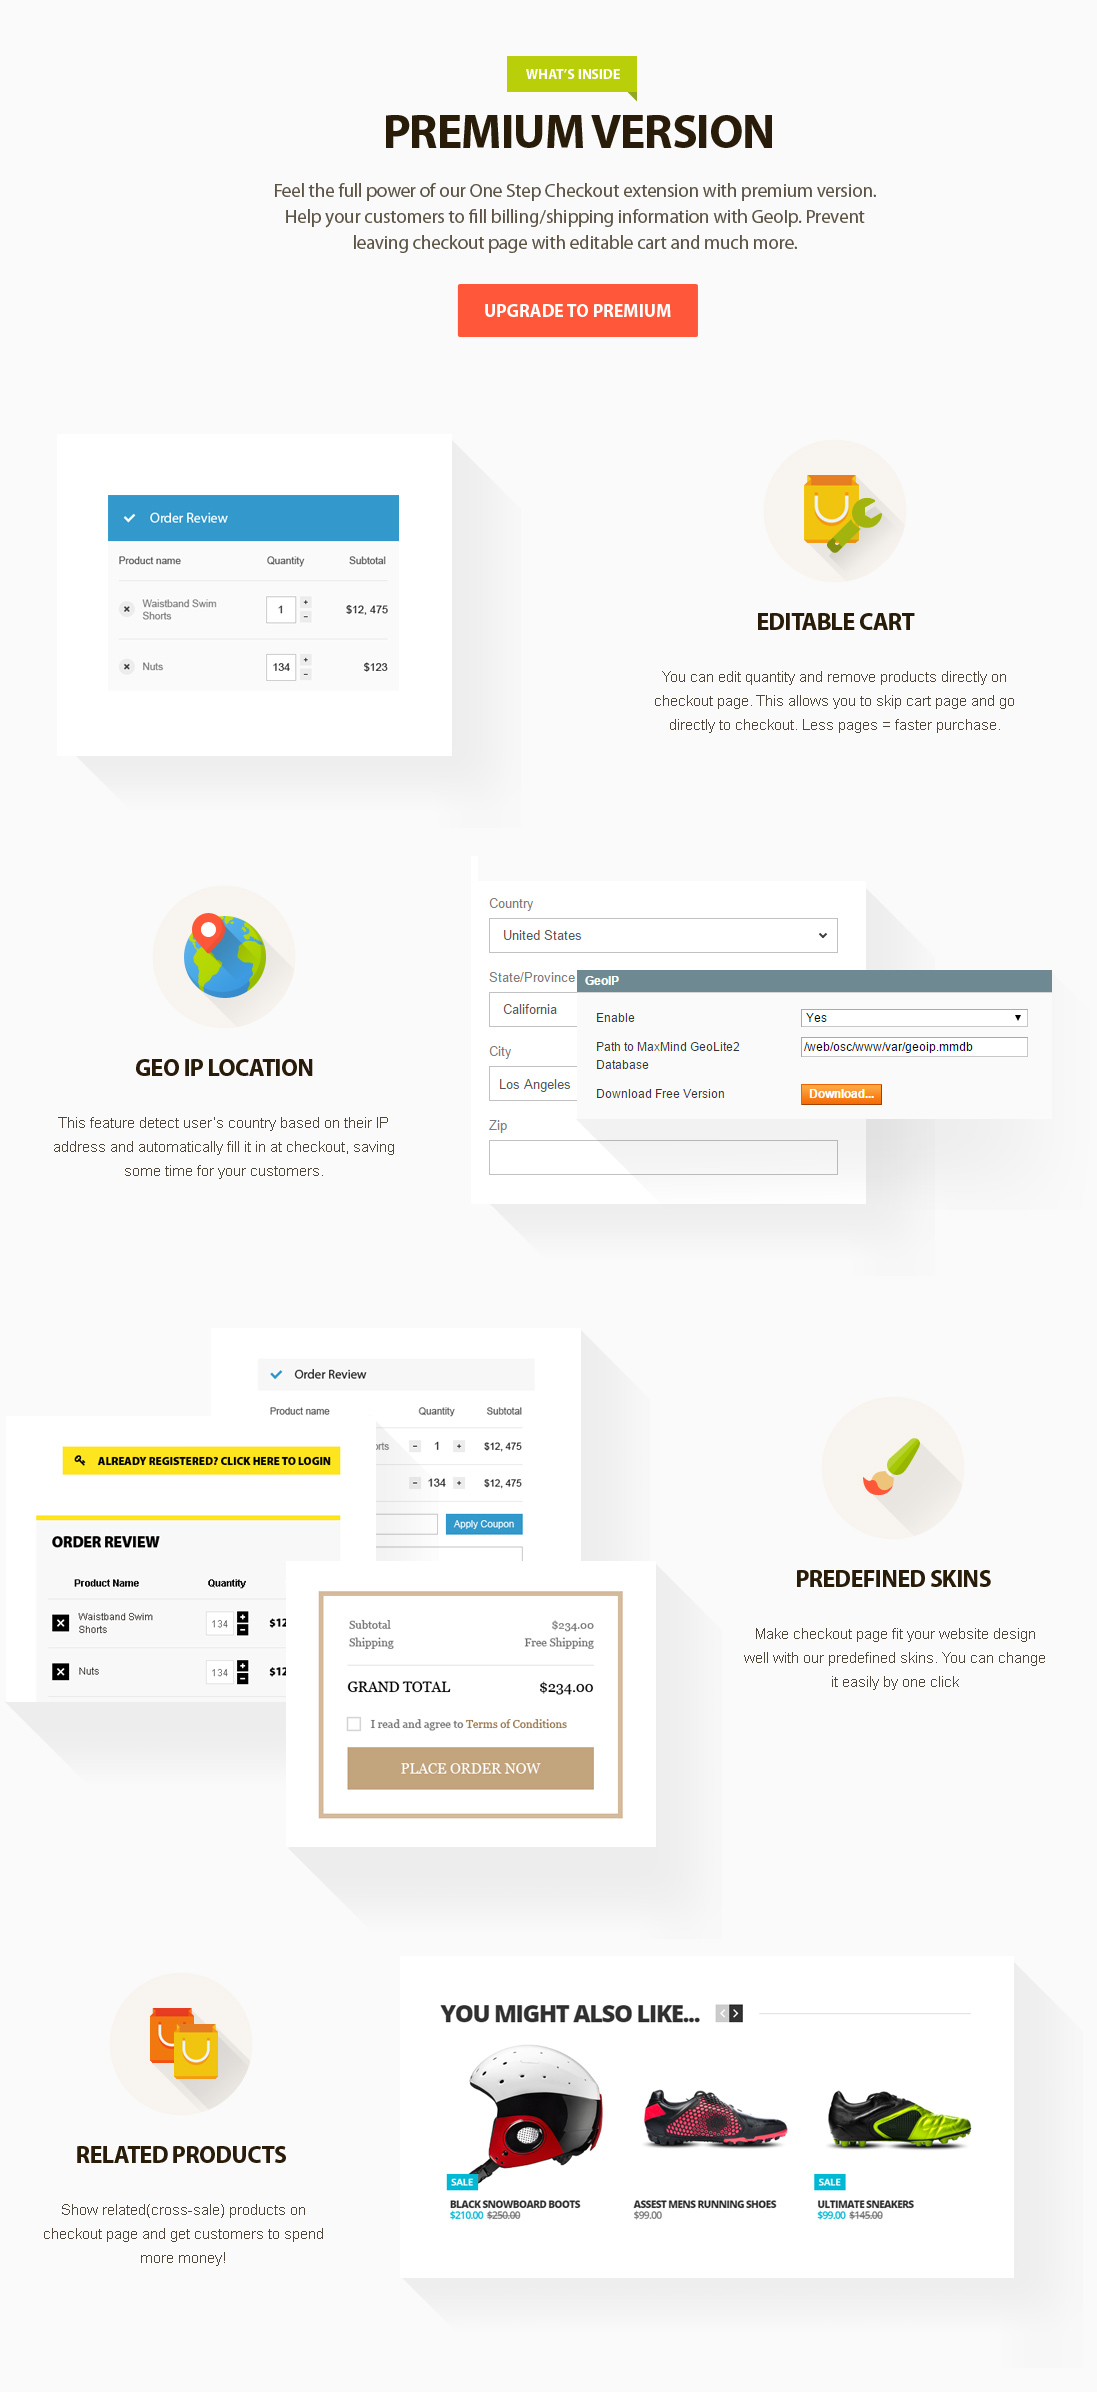 WHAT'S INSIDE
PREMIUM VERSION
Feel the full power of our One Step Checkout extension with premium version.
Help your customers to fill billing/shipping information with GeoIp. Prevent
leaving checkout page with editable cart and much more.
UPGRADE TO PREMIUM
Order Review
Product name Quantity Subtotal
Waistband Swim
Shorts
1 $12, 475
Nuts 134 $123
EDITABLE CART
You can edit quantity and remove products directly on
checkout page. This allows you to skip cart page and go
directly to checkout. Less pages = faster purchase.
GEO IP LOCATION
This feature detect user's country based on their IP
address and automatically fill it in at checkout, saving
some time for your customers.
Country
United States
State/Province
California
City
Los Angeles
Zip
GeoIP
Enable Yes
Path to MaxMind GeoLite2
Database
/web/osc/www/var/geoip.mmdb
Download Free Version Download...
Order Review
Product name Quantity Subtotal
orts - 1 + $12, 475
- 134 + $12, 475
Apply Coupon
ALREADY REGISTERED? CLICK HERE TO LOGIN
ORDER REVIEW
Product Name Quantity
Waistband Swim
Shorts
134 $12
Nuts 134 $12
Subtotal $234.00
Shipping Free Shipping
GRAND TOTAL $234.00
I read and agree to Terms of Conditions
PLACE ORDER NOW
PREDEFINED SKINS
Make checkout page fit your website design
well with our predefined skins. You can change
it easily by one click
RELATED PRODUCTS
Show related(cross-sale) products on
checkout page and get customers to spend
more money!
YOU MIGHT ALSO LIKE...
SALE
BLACK SNOWBOARD BOOTS
$210.00 $250.00
ASSEST MENS RUNNING SHOES
$99.00
SALE
ULTIMATE SNEAKERS
$99.00 $145.00